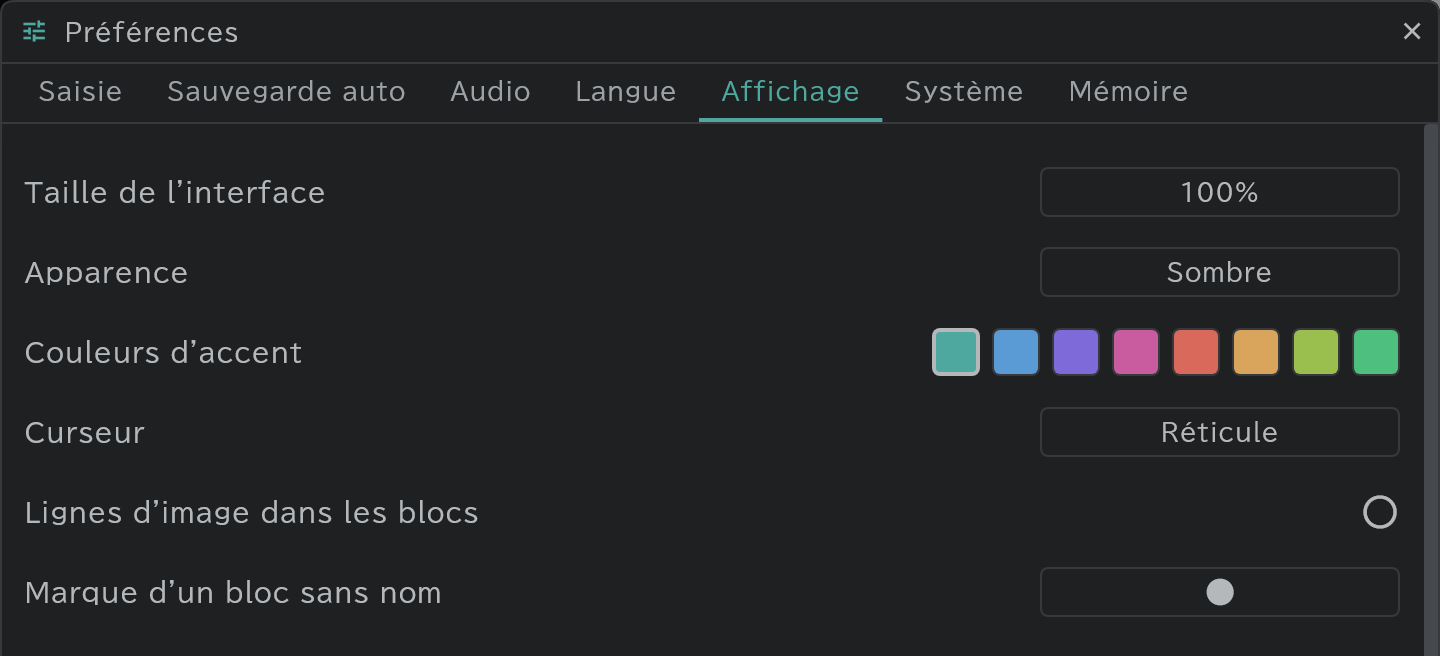 Préférences
Saisie Sauvegarde auto Audio Langue Affichage Système Mémoire
Taille de l’interface 100%
Apparence Sombre
Couleurs d’accent
Curseur Réticule
Lignes d’image dans les blocs
Marque d’un bloc sans nom